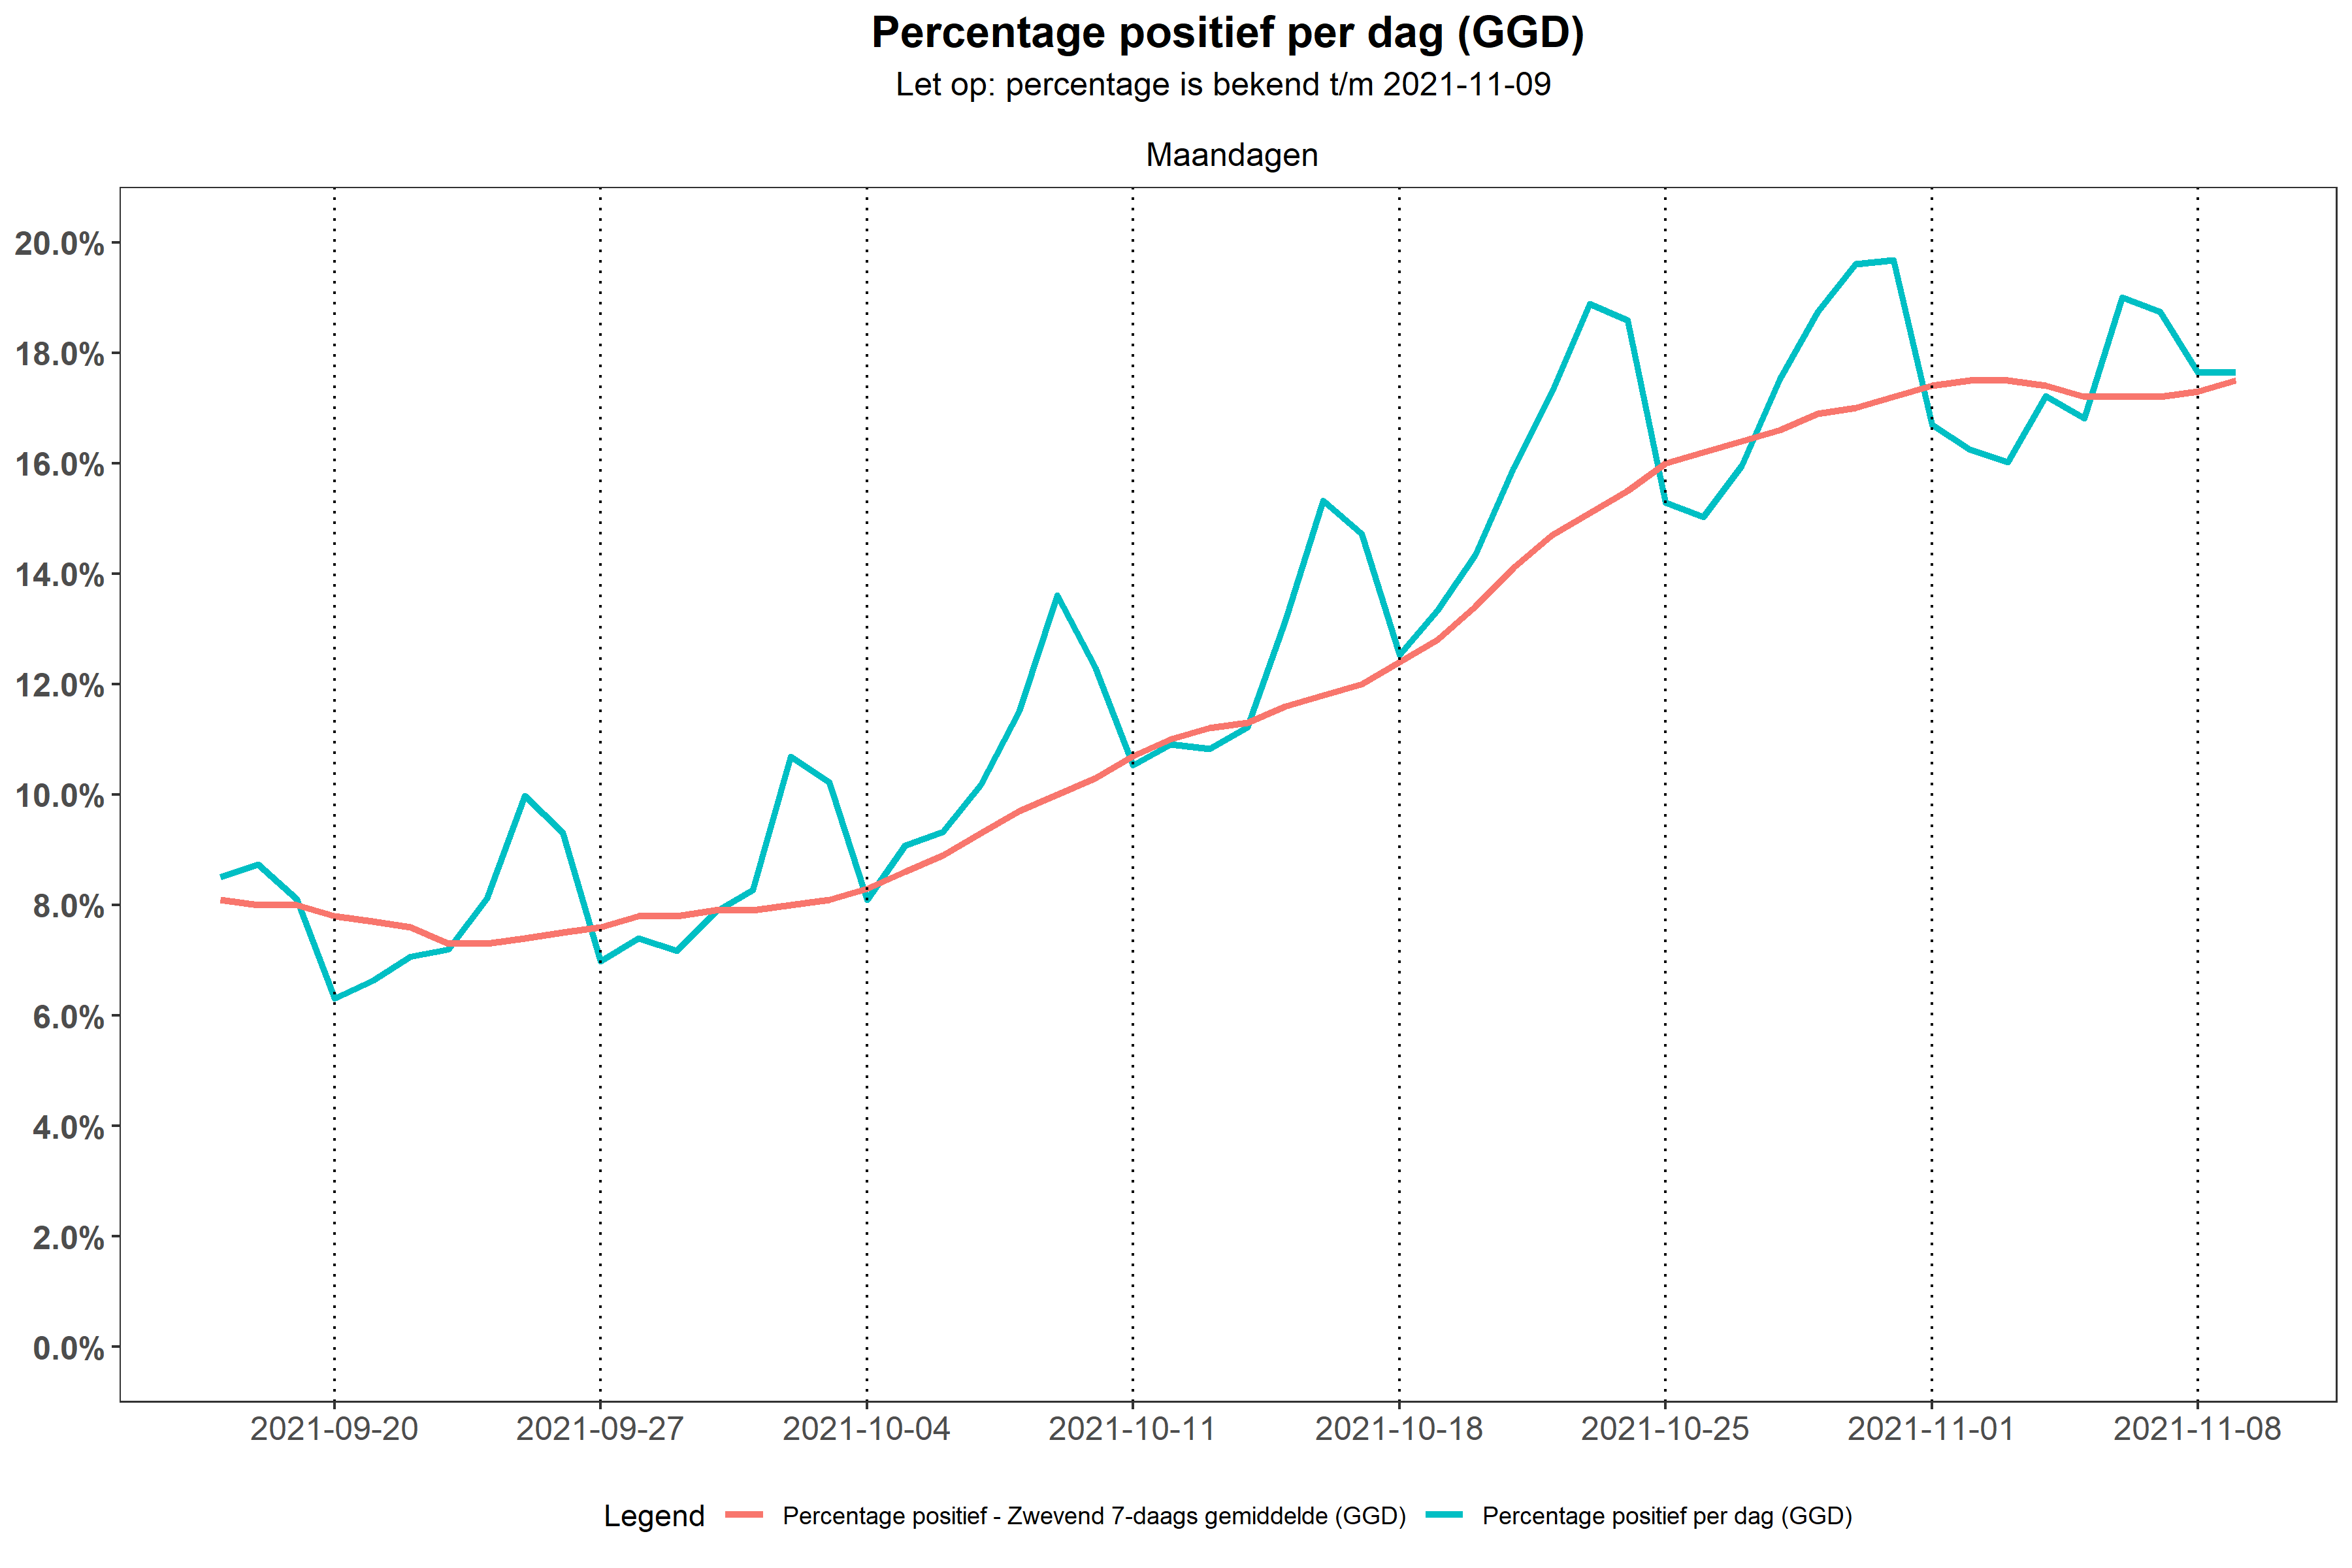 Percentage positief per dag (GGD)
Let op: percentage is bekend t/m 2021-11-09
Maandagen
20.0%
18.0%
16.0%
14.0%
12.0%
10.0%
8.0%
6.0%
4.0%
2.0%
0.0%
2021-09-20 2021-09-27 2021-10-04 2021-10-11 2021-10-18 2021-10-25 2021-11-01 2021-11-08
Legend Percentage positief - Zwevend 7-daags gemiddelde (GGD) Percentage positief per dag (GGD)